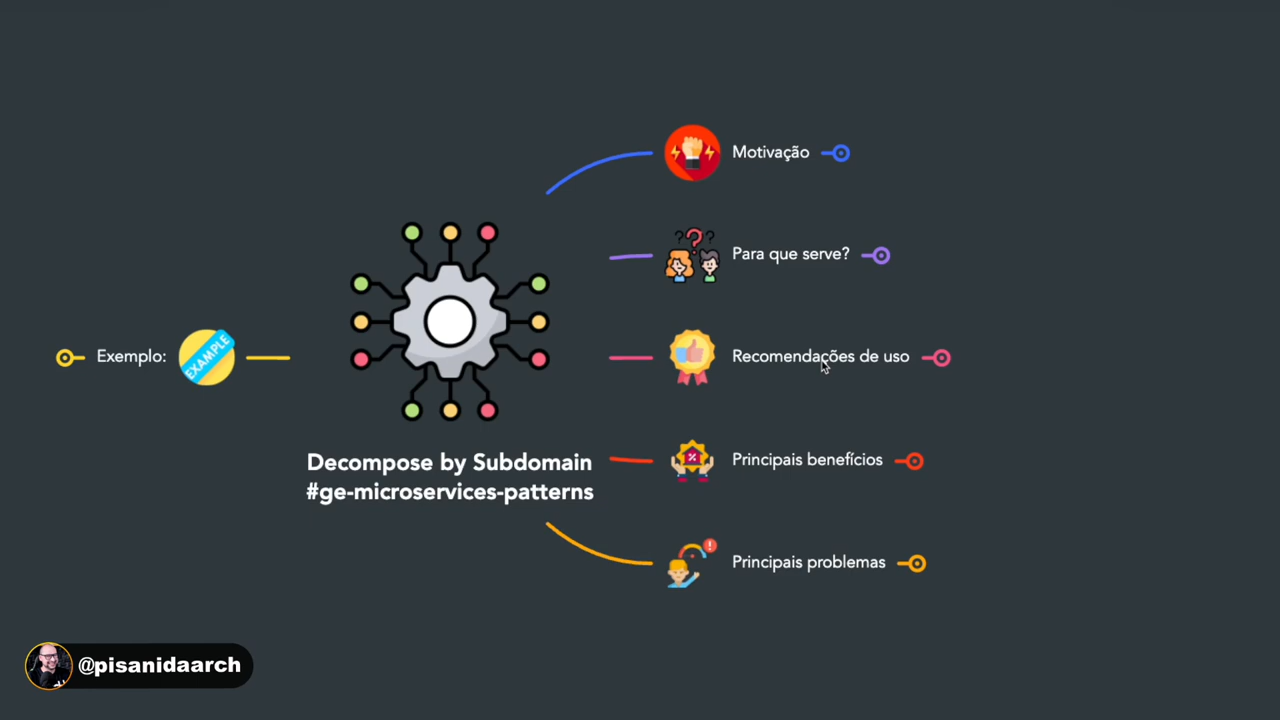 Motivação
Para que serve?
Exemplo:
EXAMPLE
Recomendações de uso
Decompose by Subdomain
#ge-microservices-patterns
Principais benefícios
Principais problemas
@pisanidaarch